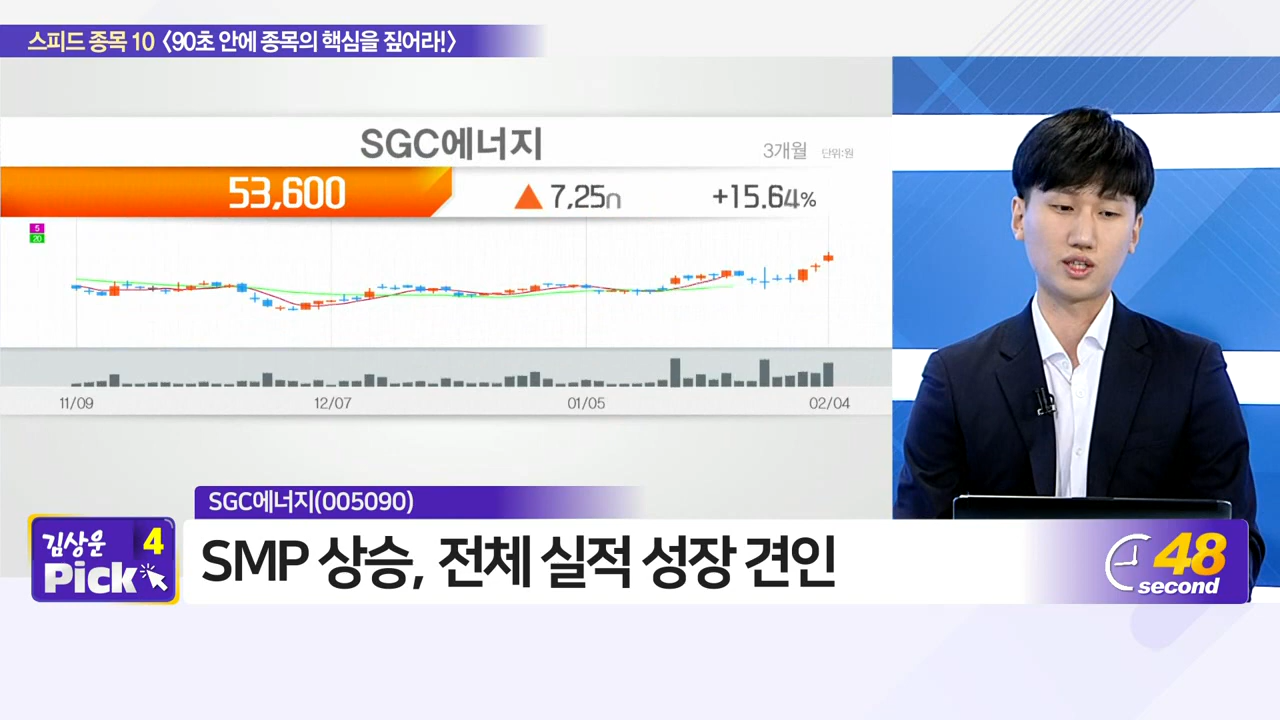 스피드 종목 10 〈90초 안에 종목의 핵심을 짚어라!〉
SGC에너지
3개월 단위:원
53,600 ▲ 7,25 +15.64%
5
20
11/09 12/07 01/05 02/04
SGC에너지(005090)
김상운 4
Pick
SMP 상승, 전체 실적 성장 견인
48
second